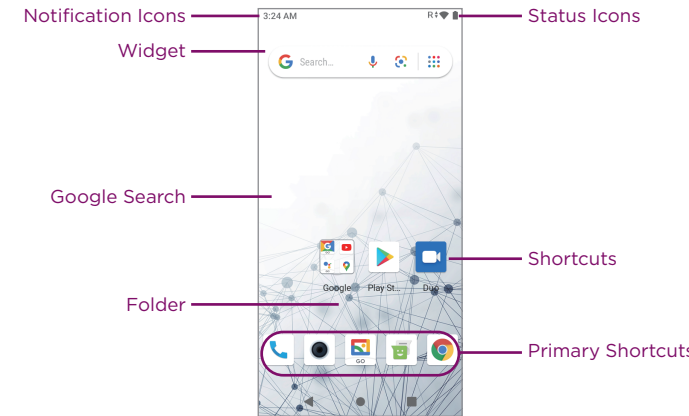 Notification Icons
3:24 AM
R
Status Icons
Widget
G Search...
Google Search
Google
Play St...
Duo
Shortcuts
Folder
GO
Primary Shortcuts